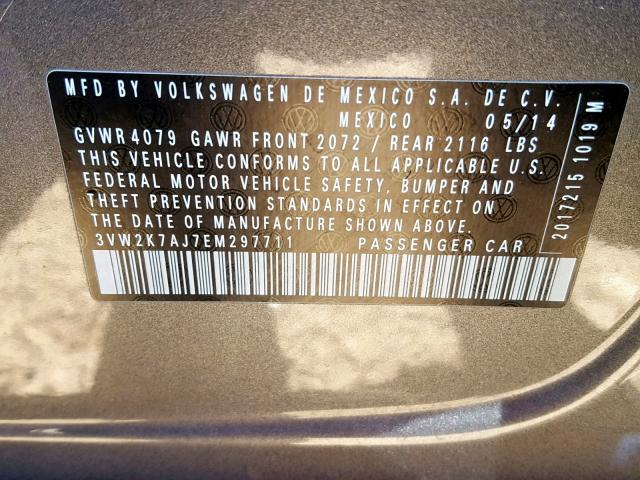 MFD BY VOLKSWAGEN DE MEXICO S.A. DE C.V.
MEXICO 05/14
GVWR 4079 GAWR FRONT 2072 / REAR 2116 LBS
THIS VEHICLE CONFORMS TO ALL APPLICABLE U.S.
FEDERAL MOTOR VEHICLE SAFETY, BUMPER AND
THEFT PREVENTION STANDARDS IN EFFECT ON
THE DATE OF MANUFACTURE SHOWN ABOVE.
3VW2K7AJ7EM297711 PASSENGER CAR
2017215 1019 M